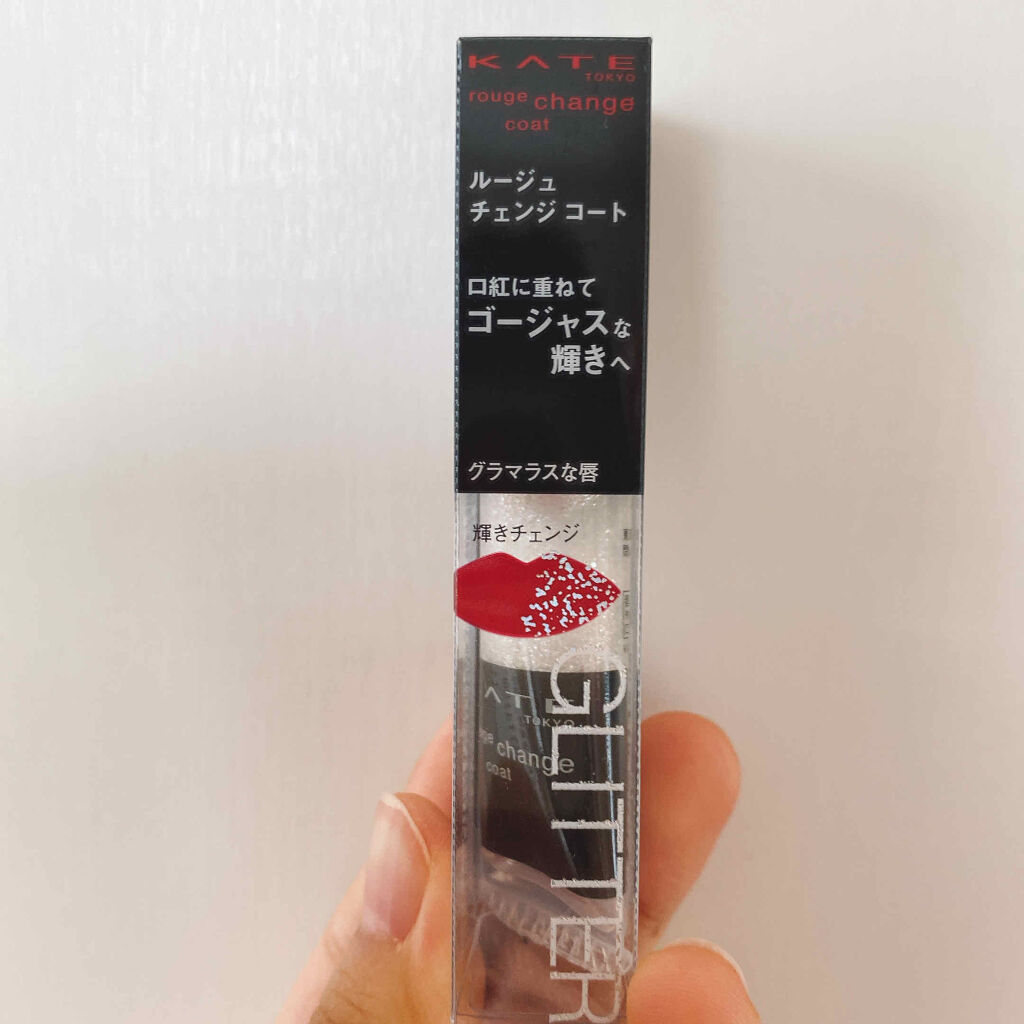 KATE
TOKYO
rouge change
coat
ルージュ
チェンジ コート
口紅に重ねて
ゴージャスな
輝きへ
グラマラスな唇
輝きチェンジ
GLITTER
ATE
TOKYO
change
coat